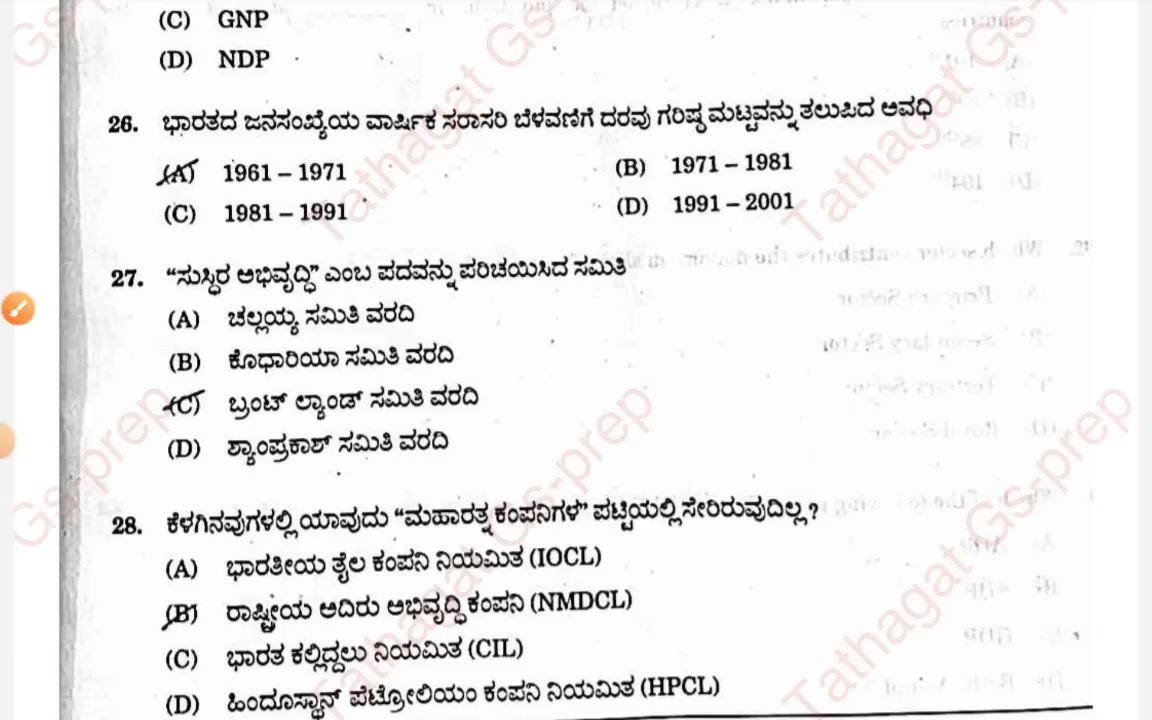 (C) GNP
(D) NDP
26. ಭಾರತದ ಜನಸಂಖ್ಯೆಯ ವಾರ್ಷಿಕ ಸರಾಸರಿ ಬೆಳವಣಿಗೆ ದರವು ಗರಿಷ್ಠ ಮಟ್ಟವನ್ನು ತಲುಪಿದ ಅವಧಿ
(A) 1961 – 1971 (B) 1971 – 1981
(C) 1981 – 1991 (D) 1991 – 2001
27. “ಸುಸ್ಥಿರ ಅಭಿವೃದ್ಧಿ” ಎಂಬ ಪದವನ್ನು ಪರಿಚಯಿಸಿದ ಸಮಿತಿ
(A) ಚಲ್ಲಯ್ಯ ಸಮಿತಿ ವರದಿ
(B) ಕೊಥಾರಿಯಾ ಸಮಿತಿ ವರದಿ
(C) ಬ್ರಂಟ್ ಲ್ಯಾಂಡ್ ಸಮಿತಿ ವರದಿ
(D) ಶ್ಯಾಂಪ್ರಕಾಶ್ ಸಮಿತಿ ವರದಿ
28. ಕೆಳಗಿನವುಗಳಲ್ಲಿ ಯಾವುದು “ಮಹಾರತ್ನ ಕಂಪನಿಗಳ” ಪಟ್ಟಿಯಲ್ಲಿ ಸೇರಿರುವುದಿಲ್ಲ ?
(A) ಭಾರತೀಯ ತೈಲ ಕಂಪನಿ ನಿಯಮಿತ (IOCL)
(B) ರಾಷ್ಟ್ರೀಯ ಅದಿರು ಅಭಿವೃದ್ಧಿ ಕಂಪನಿ (NMDCL)
(C) ಭಾರತ ಕಲ್ಲಿದ್ದಲು ನಿಯಮಿತ (CIL)
(D) ಹಿಂದೂಸ್ಥಾನ್ ಪೆಟ್ರೋಲಿಯಂ ಕಂಪನಿ ನಿಯಮಿತ (HPCL)
Tathagat Gs-prep